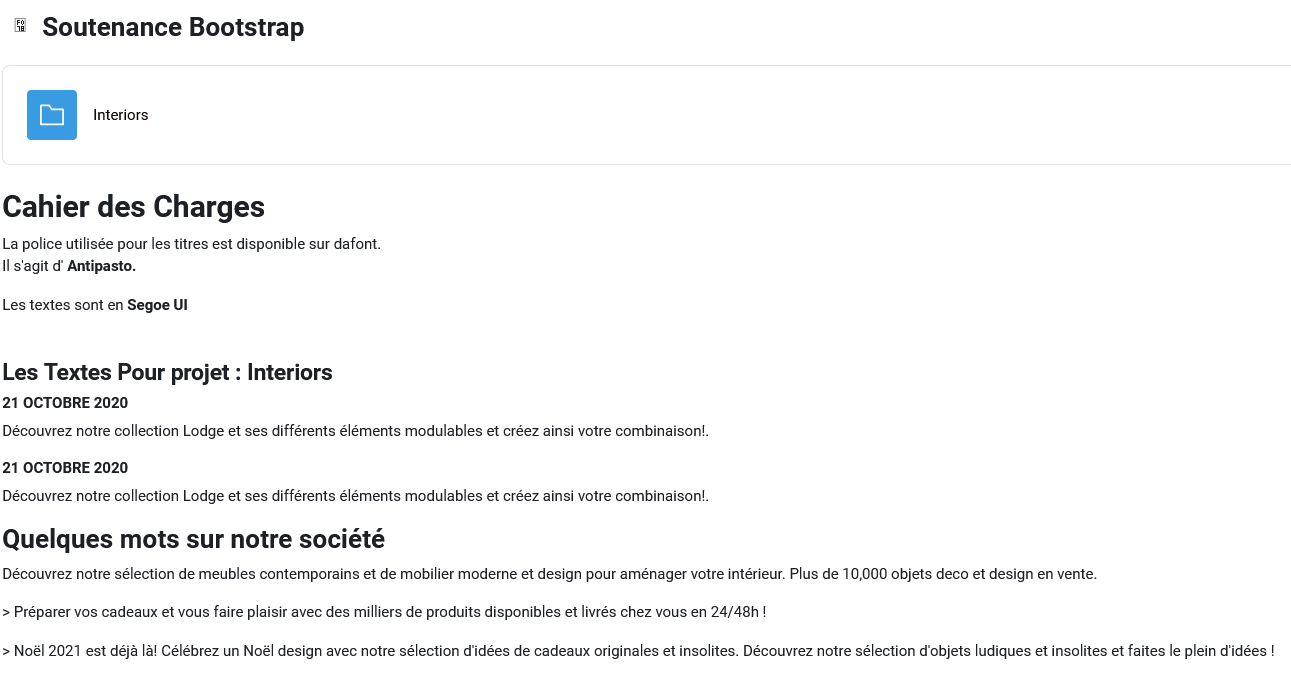 Soutenance Bootstrap
Interiors
Cahier des Charges
La police utilisée pour les titres est disponible sur dafont.
Il s'agit d' Antipasto.
Les textes sont en Segoe UI
Les Textes Pour projet : Interiors
21 OCTOBRE 2020
Découvrez notre collection Lodge et ses différents éléments modulables et créez ainsi votre combinaison!.
21 OCTOBRE 2020
Découvrez notre collection Lodge et ses différents éléments modulables et créez ainsi votre combinaison!.
Quelques mots sur notre société
Découvrez notre sélection de meubles contemporains et de mobilier moderne et design pour aménager votre intérieur. Plus de 10,000 objets deco et design en vente.
> Préparer vos cadeaux et vous faire plaisir avec des milliers de produits disponibles et livrés chez vous en 24/48h !
> Noël 2021 est déjà là! Célébrez un Noël design avec notre sélection d'idées de cadeaux originales et insolites. Découvrez notre sélection d'objets ludiques et insolites et faites le plein d'idées !